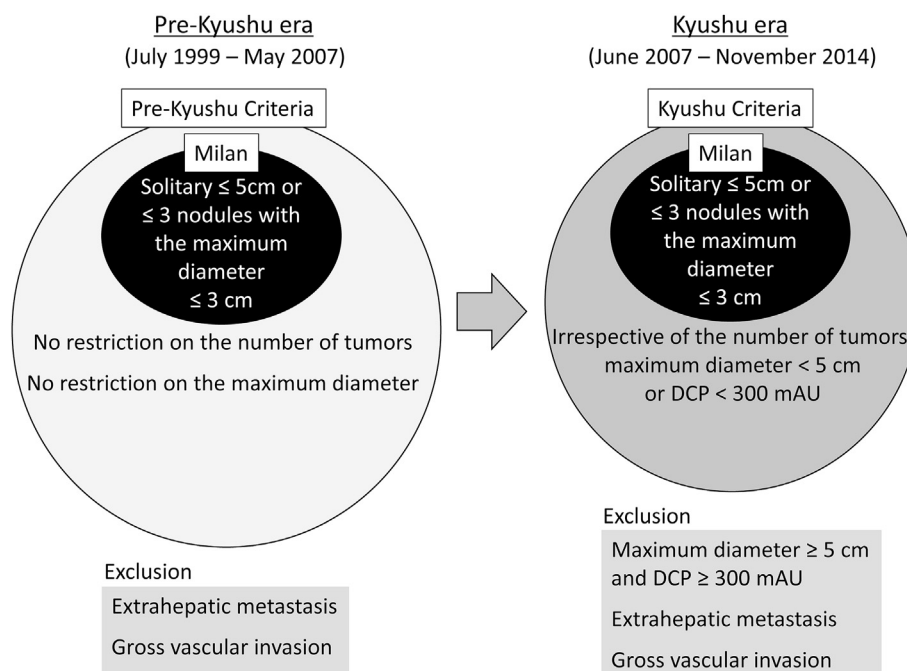 Pre-Kyushu era
(July 1999 – May 2007)
Pre-Kyushu Criteria
Milan
Solitary ≤ 5cm or
≤ 3 nodules with
the maximum
diameter
≤ 3 cm
No restriction on the number of tumors
No restriction on the maximum diameter
Exclusion
Extrahepatic metastasis
Gross vascular invasion
Kyushu era
(June 2007 – November 2014)
Kyushu Criteria
Milan
Solitary ≤ 5cm or
≤ 3 nodules with
the maximum
diameter
≤ 3 cm
Irrespective of the number of tumors
maximum diameter < 5 cm
or DCP < 300 mAU
Exclusion
Maximum diameter ≥ 5 cm
and DCP ≥ 300 mAU
Extrahepatic metastasis
Gross vascular invasion